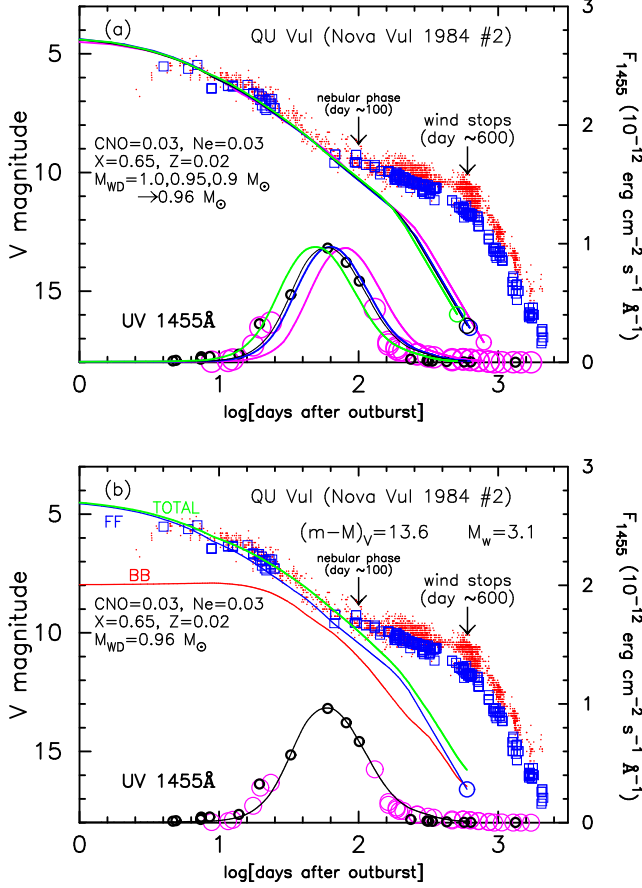 (a)
QU Vul (Nova Vul 1984 #2)
nebular phase
(day ~100)
wind stops
(day ~600)
CNO=0.03, Ne=0.03
X=0.65, Z=0.02
M_WD=1.0,0.95,0.9 M⊙
→0.96 M⊙
UV 1455Å
5
10
15
V magnitude
3
2
1
0
F_1455 (10^−12 erg cm^−2 s^−1 Å^−1)
0
1
2
3
log[days after outburst]
(b)
QU Vul (Nova Vul 1984 #2)
TOTAL
FF
(m−M)_V=13.6 M_w=3.1
nebular phase
(day ~100)
wind stops
(day ~600)
BB
CNO=0.03, Ne=0.03
X=0.65, Z=0.02
M_WD=0.96 M⊙
UV 1455Å
5
10
15
V magnitude
3
2
1
0
F_1455 (10^−12 erg cm^−2 s^−1 Å^−1)
0
1
2
3
log[days after outburst]